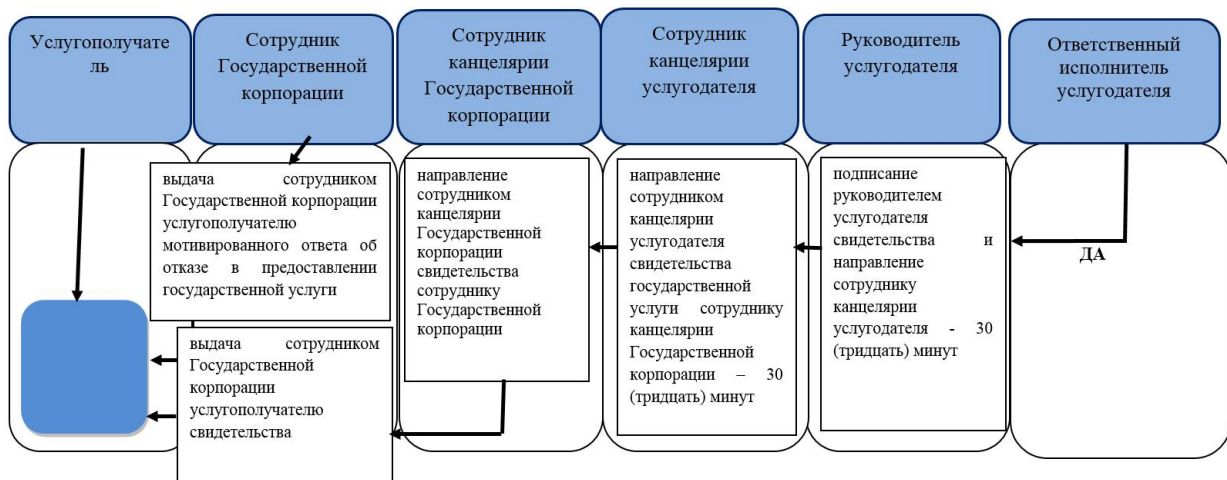 Услугополучате
ль
Сотрудник
Государственной
корпорации
Сотрудник
канцелярии
Государственной
корпорации
Сотрудник
канцелярии
услугодателя
Руководитель
услугодателя
Ответственный
исполнитель
услугодателя
выдача сотрудником
Государственной корпорации
услугополучателю
мотивированного ответа об
отказе в предоставлении
государственной услуги
выдача сотрудником
Государственной
корпорации
услугополучателю
свидетельства
направление
сотрудником
канцелярии
Государственной
корпорации
свидетельства
сотруднику
Государственной
корпорации
направление
сотрудником
канцелярии
услугодателя
свидетельства
государственной
услуги сотруднику
канцелярии
Государственной
корпорации – 30
(тридцать) минут
подписание
руководителем
услугодателя
свидетельства и
направление
сотруднику
канцелярии
услугодателя - 30
(тридцать) минут
ДА